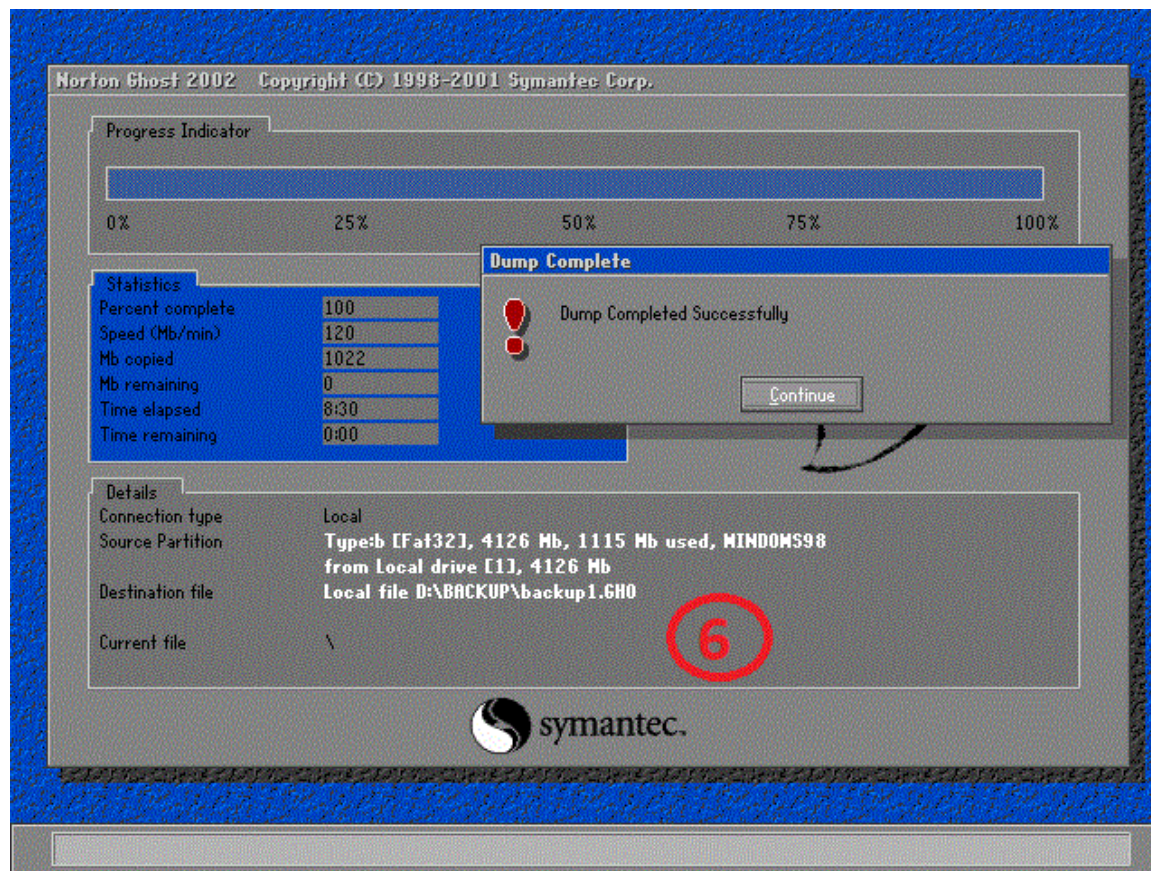 Norton Ghost 2002 Copyright (C) 1998-2001 Symantec Corp.
Progress Indicator
0% 25% 50% 75% 100%
Dump Complete
Dump Completed Successfully
Continue
Statistics
Percent complete 100
Speed (Mb/min) 120
Mb copied 1022
Mb remaining 0
Time elapsed 8:30
Time remaining 0:00
Details
Connection type Local
Source Partition Type:b [Fat32], 4126 Mb, 1115 Mb used, WINDOWS98
from Local drive [1], 4126 Mb
Destination file Local file D:\BACKUP\backup1.GHO
Current file \
6
symantec.